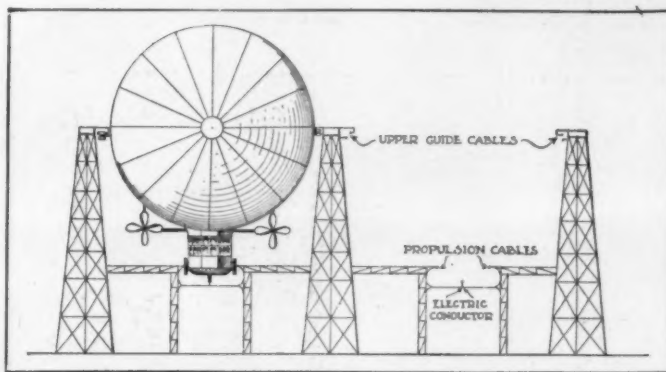 UPPER GUIDE CABLES
PROPULSION CABLES
ELECTRIC
CONDUCTOR